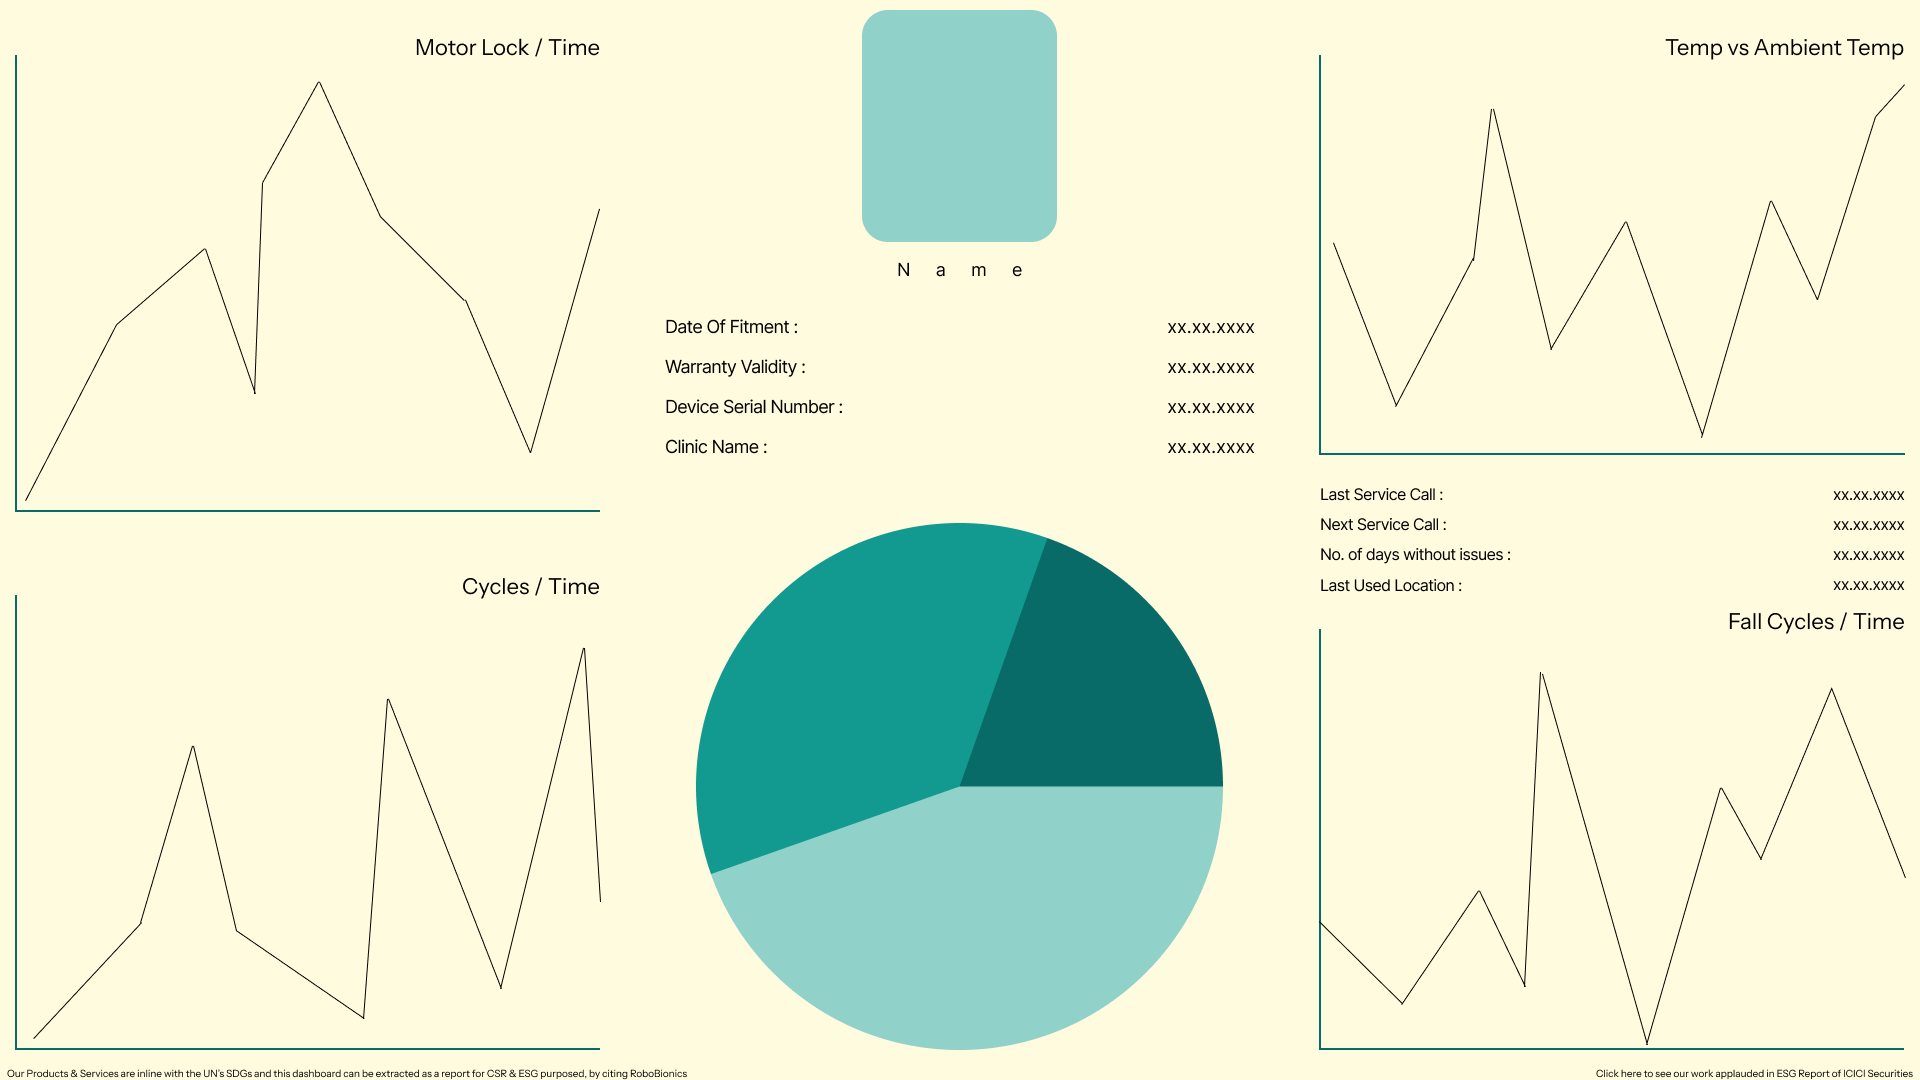 Motor Lock / Time
Cycles / Time
Name
Date Of Fitment : xx.xx.xxxx
Warranty Validity : xx.xx.xxxx
Device Serial Number : xx.xx.xxxx
Clinic Name : xx.xx.xxxx
Temp vs Ambient Temp
Last Service Call : xx.xx.xxxx
Next Service Call : xx.xx.xxxx
No. of days without issues : xx.xx.xxxx
Last Used Location : xx.xx.xxxx
Fall Cycles / Time
Our Products & Services are inline with the UN's SDGs and this dashboard can be extracted as a report for CSR & ESG purposed, by citing RoboBionics
Click here to see our work applauded in ESG Report of ICICI Securities